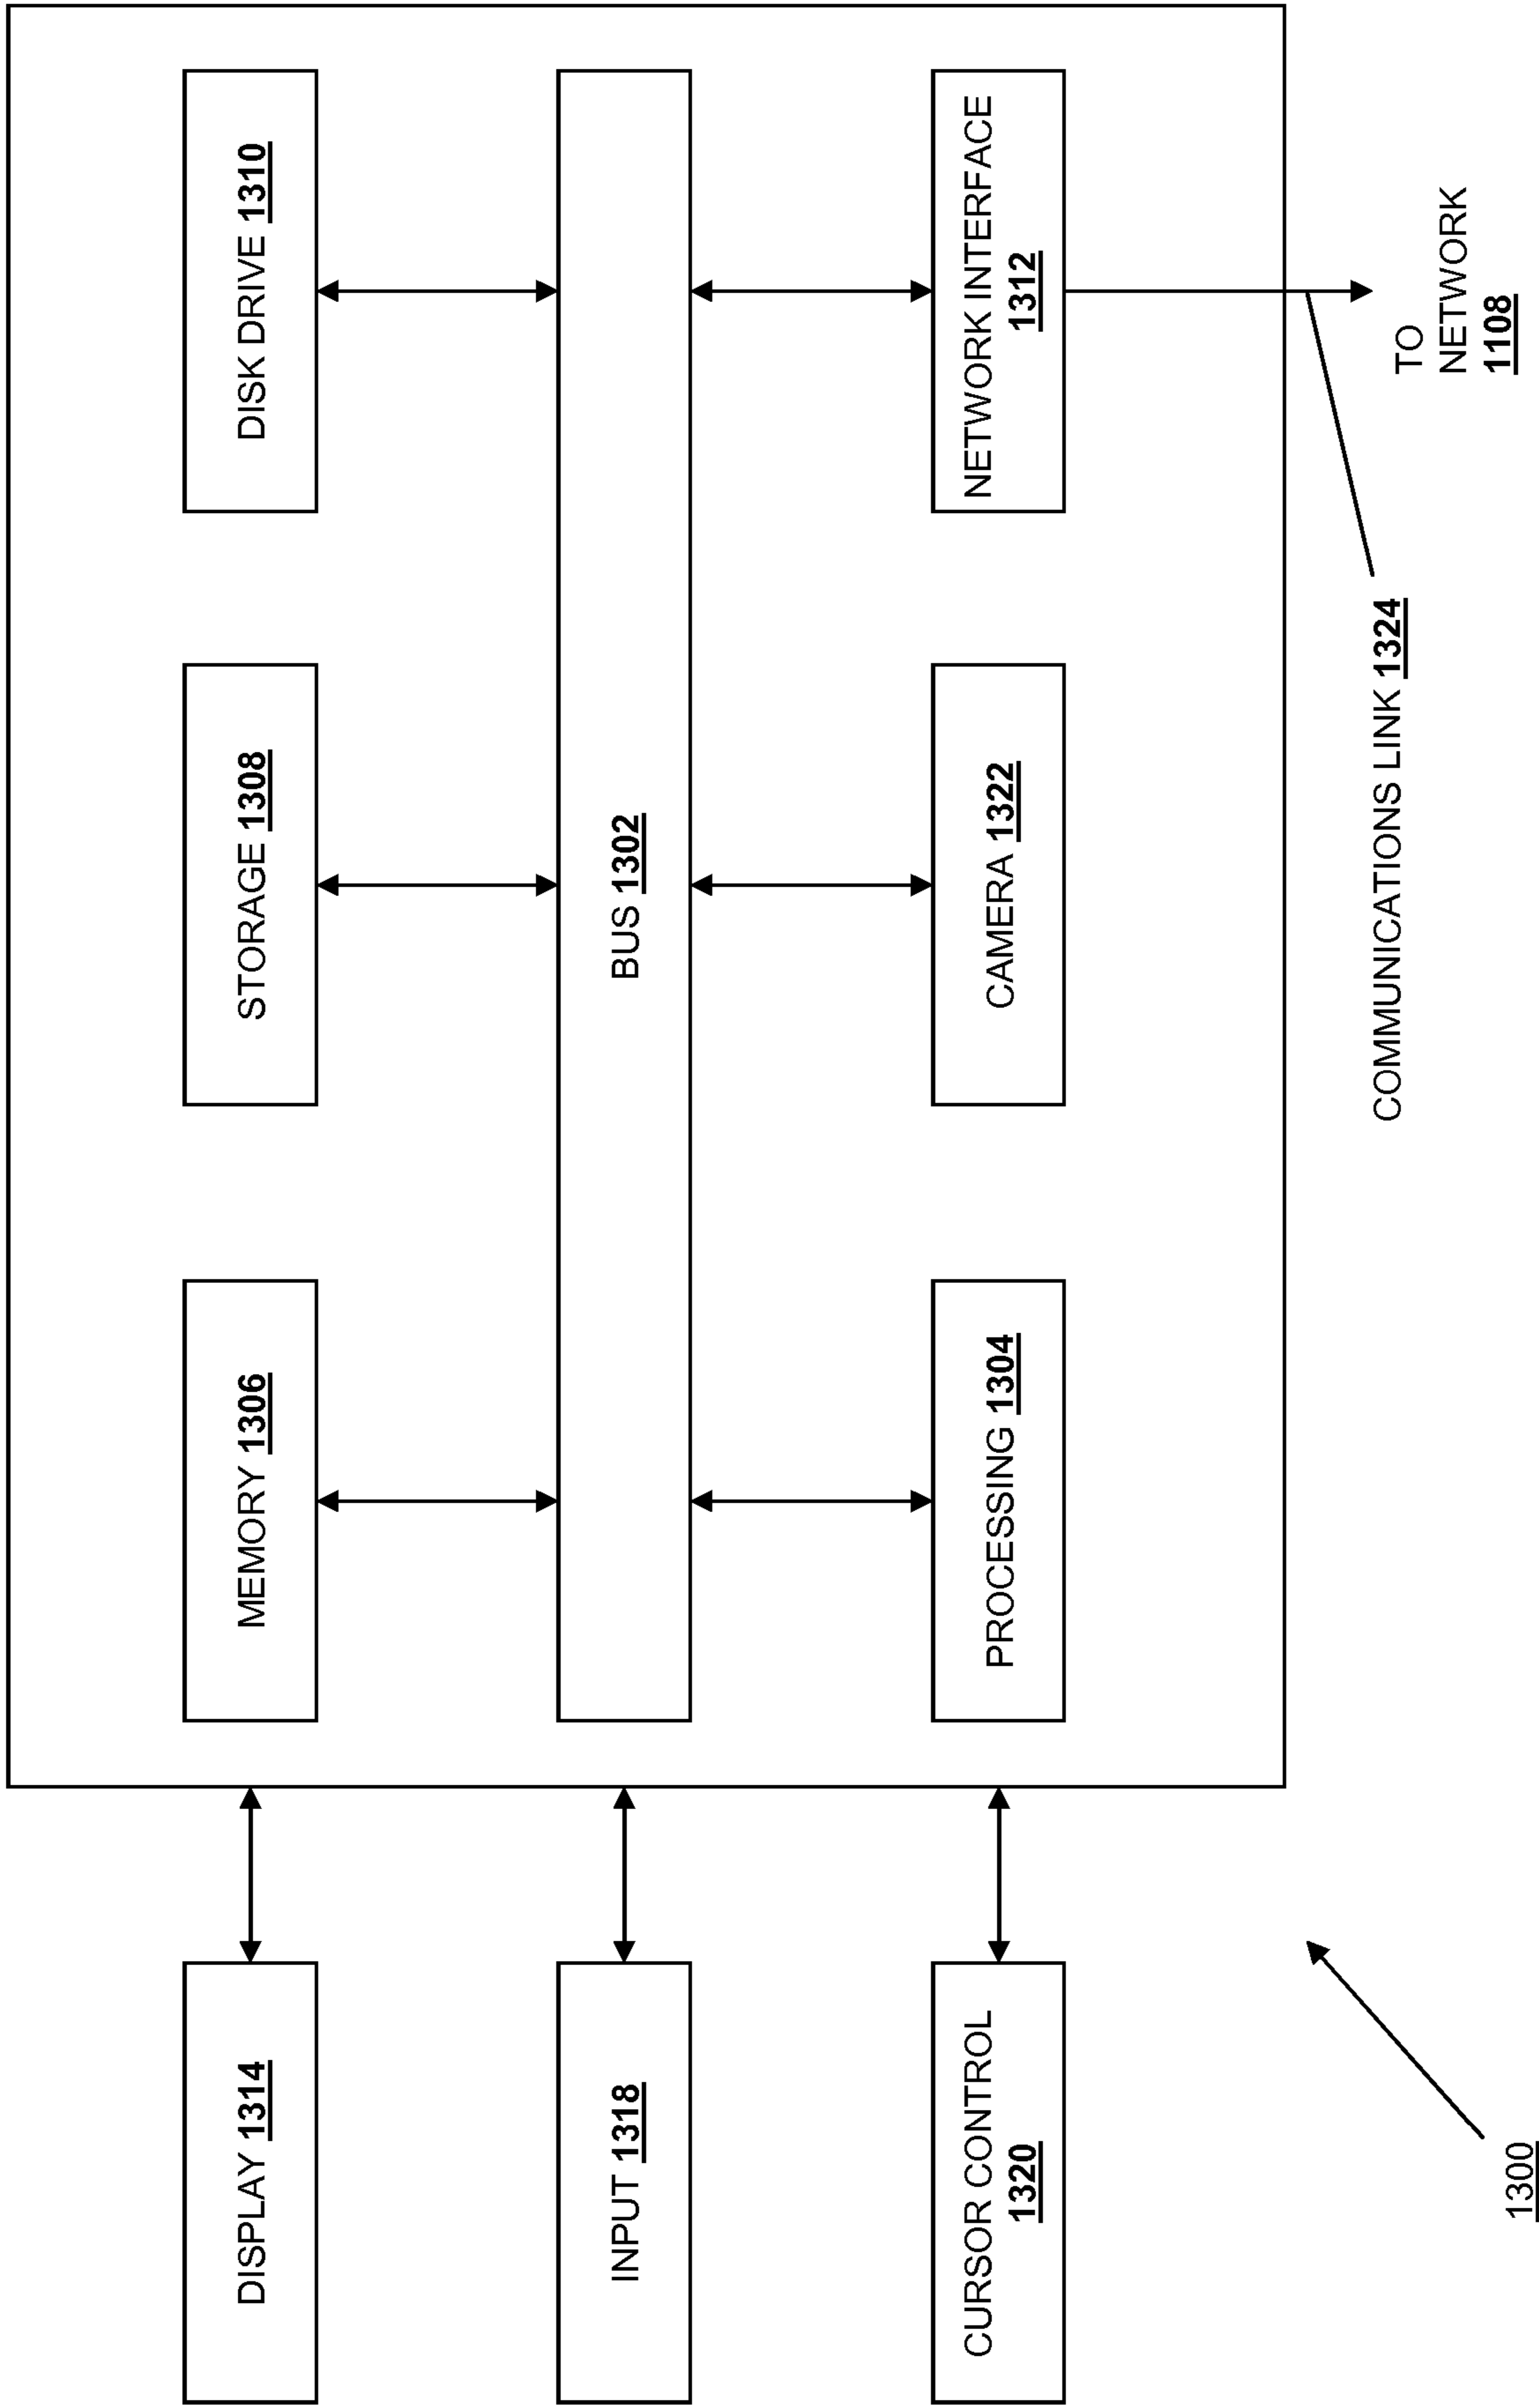 DISPLAY 1314
MEMORY 1306
STORAGE 1308
DISK DRIVE 1310
INPUT 1318
BUS 1302
CURSOR CONTROL
1320
PROCESSING 1304
CAMERA 1322
NETWORK INTERFACE
1312
COMMUNICATIONS LINK 1324
TO
NETWORK
1108
1300